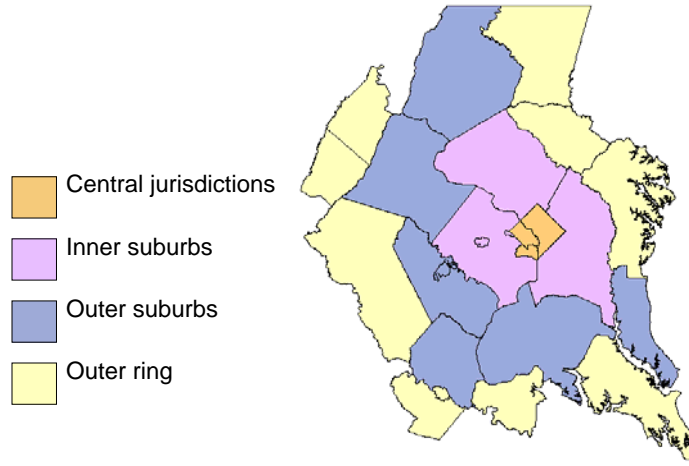 Central jurisdictions
Inner suburbs
Outer suburbs
Outer ring